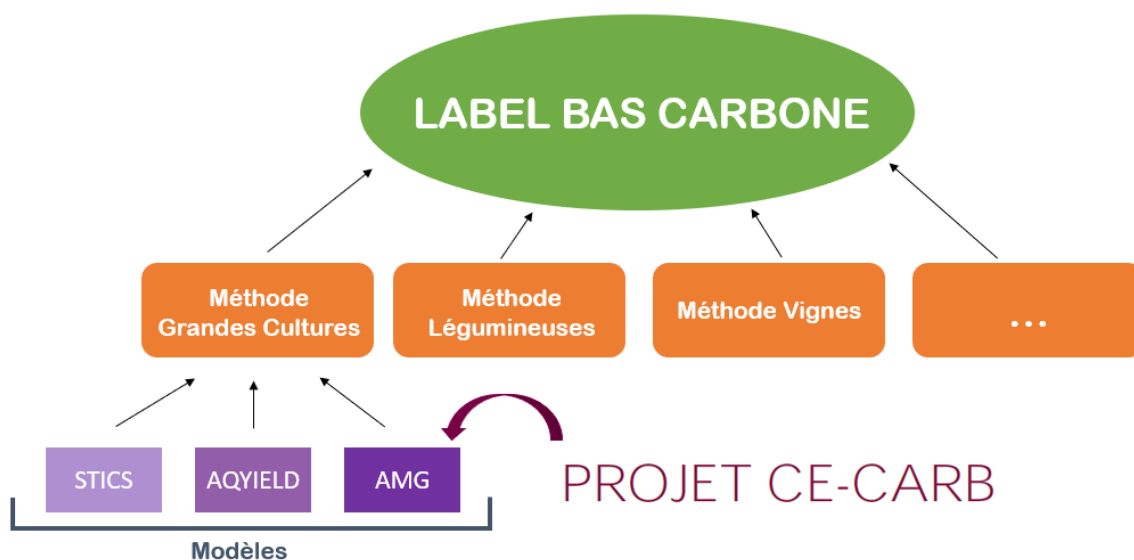 LABEL BAS CARBONE
Méthode
Grandes Cultures
Méthode
Légumineuses
Méthode Vignes
...
STICS
AQYIELD
AMG
PROJET CE-CARB
Modèles